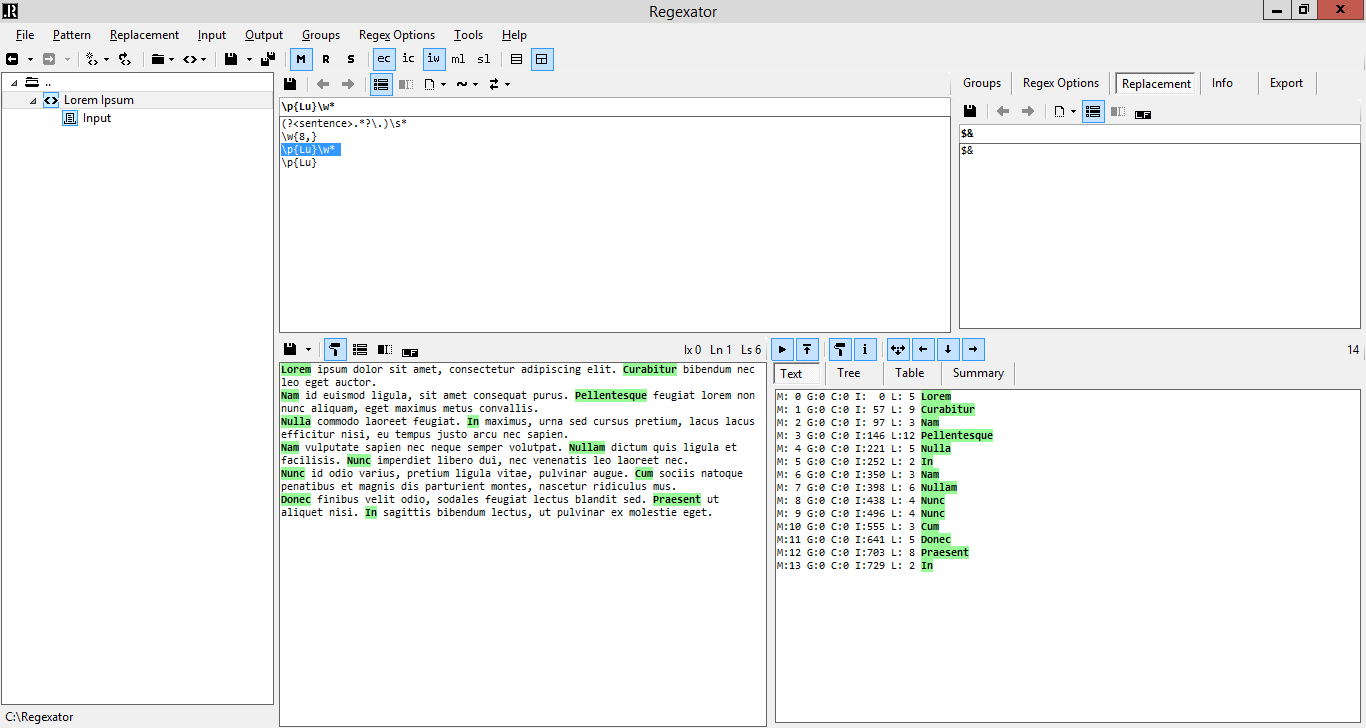 .R
Regexator
File Pattern Replacement Input Output Groups Regex Options Tools Help
M R S ec ic iw ml sl
..
Lorem Ipsum
Input
C:\Regexator
\p{Lu}\w*
(?<sentence>.*?\.)\s*
\w{8,}
\p{Lu}\w*
\p{Lu}
Groups Regex Options Replacement Info Export
LF
$&
$&
LF
Ix 0 Ln 1 Ls 6
Lorem ipsum dolor sit amet, consectetur adipiscing elit. Curabitur bibendum nec
leo eget auctor.
Nam id euismod ligula, sit amet consequat purus. Pellentesque feugiat lorem non
nunc aliquam, eget maximus metus convallis.
Nulla commodo laoreet feugiat. In maximus, urna sed cursus pretium, lacus lacus
efficitur nisi, eu tempus justo arcu nec sapien.
Nam vulputate sapien nec neque semper volutpat. Nullam dictum quis ligula et
facilisis. Nunc imperdiet libero dui, nec venenatis leo laoreet nec.
Nunc id odio varius, pretium ligula vitae, pulvinar augue. Cum sociis natoque
penatibus et magnis dis parturient montes, nascetur ridiculus mus.
Donec finibus velit odio, sodales feugiat lectus blandit sed. Praesent ut
aliquet nisi. In sagittis bibendum lectus, ut pulvinar ex molestie eget.
14
Text Tree Table Summary
M: 0 G:0 C:0 I:  0 L: 5 Lorem
M: 1 G:0 C:0 I: 57 L: 9 Curabitur
M: 2 G:0 C:0 I: 97 L: 3 Nam
M: 3 G:0 C:0 I:146 L:12 Pellentesque
M: 4 G:0 C:0 I:221 L: 5 Nulla
M: 5 G:0 C:0 I:252 L: 2 In
M: 6 G:0 C:0 I:350 L: 3 Nam
M: 7 G:0 C:0 I:398 L: 6 Nullam
M: 8 G:0 C:0 I:438 L: 4 Nunc
M: 9 G:0 C:0 I:496 L: 4 Nunc
M:10 G:0 C:0 I:555 L: 3 Cum
M:11 G:0 C:0 I:641 L: 5 Donec
M:12 G:0 C:0 I:703 L: 8 Praesent
M:13 G:0 C:0 I:729 L: 2 In